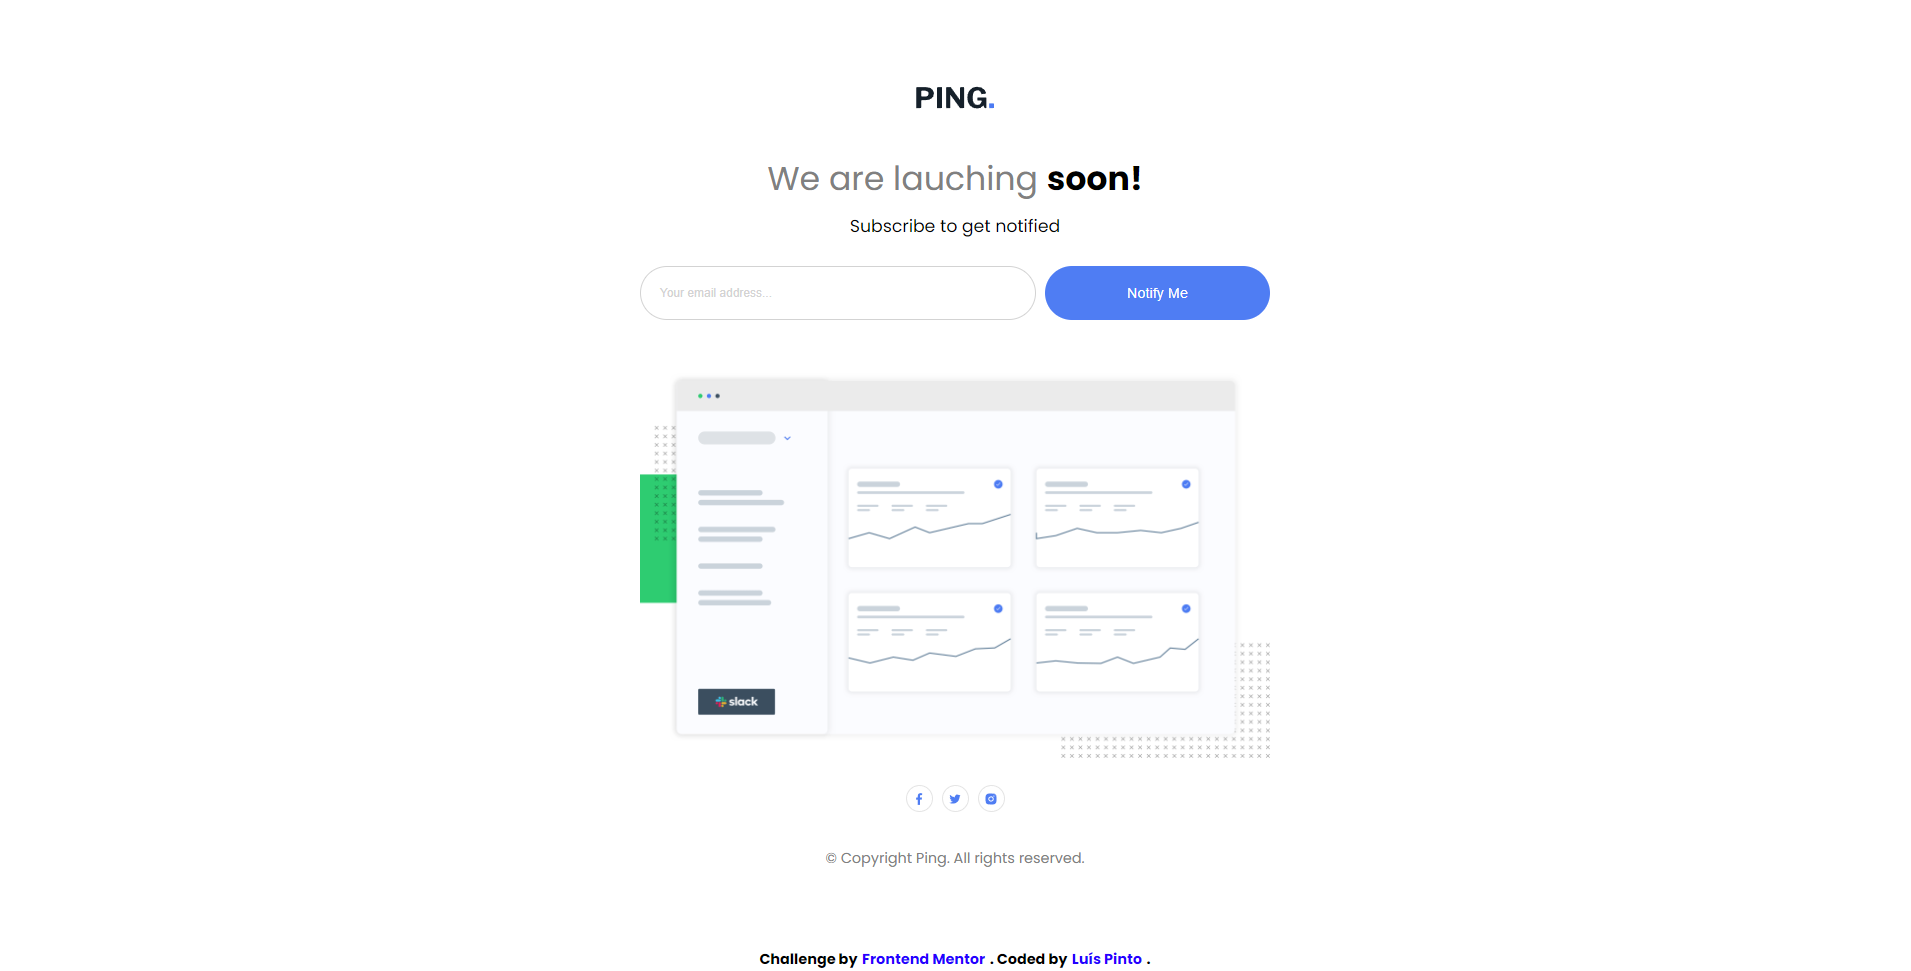 PING.
We are lauching soon!
Subscribe to get notified
Your email address...
Notify Me
slack
© Copyright Ping. All rights reserved.
Challenge by Frontend Mentor . Coded by Luís Pinto .